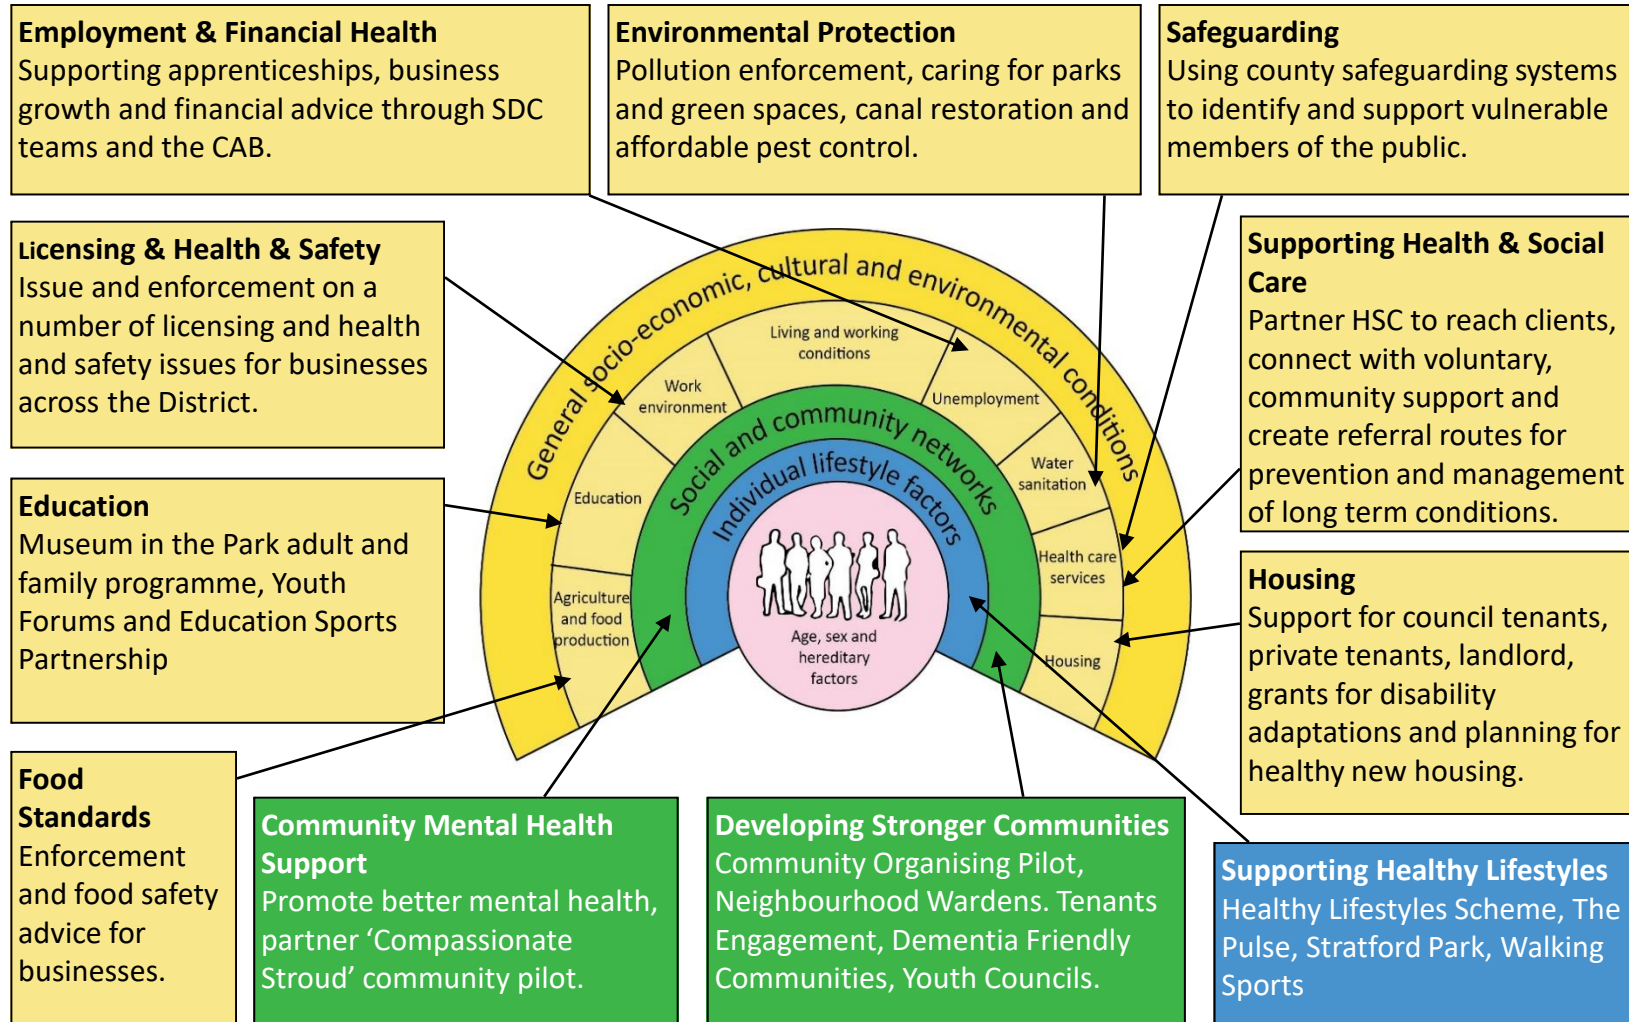 Employment & Financial Health
Supporting apprenticeships, business
growth and financial advice through SDC
teams and the CAB.
Environmental Protection
Pollution enforcement, caring for parks
and green spaces, canal restoration and
affordable pest control.
Safeguarding
Using county safeguarding systems
to identify and support vulnerable
members of the public.
Licensing & Health & Safety
Issue and enforcement on a
number of licensing and health
and safety issues for businesses
across the District.
Supporting Health & Social
Care
Partner HSC to reach clients,
connect with voluntary,
community support and
create referral routes for
prevention and management
of long term conditions.
Education
Museum in the Park adult and
family programme, Youth
Forums and Education Sports
Partnership
Housing
Support for council tenants,
private tenants, landlord,
grants for disability
adaptations and planning for
healthy new housing.
General socio-economic, cultural and environmental conditions
Living and working
conditions
Work
environment
Unemployment
Education
Water
sanitation
Agriculture
and food
production
Health care
services
Housing
Social and community networks
Individual lifestyle factors
Age, sex and
hereditary
factors
Food
Standards
Enforcement
and food safety
advice for
businesses.
Community Mental Health
Support
Promote better mental health,
partner ‘Compassionate
Stroud’ community pilot.
Developing Stronger Communities
Community Organising Pilot,
Neighbourhood Wardens. Tenants
Engagement, Dementia Friendly
Communities, Youth Councils.
Supporting Healthy Lifestyles
Healthy Lifestyles Scheme, The
Pulse, Stratford Park, Walking
Sports